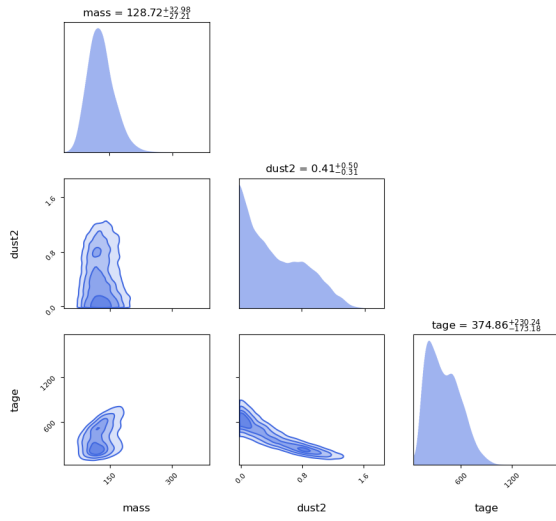 mass = 128.72+32.98−27.21
dust2 = 0.41+0.50−0.31
1.6
0.8
0.0
dust2
tage = 374.86+230.24−175.18
1200
600
tage
150
300
mass
0.0
0.8
1.6
dust2
600
1200
tage